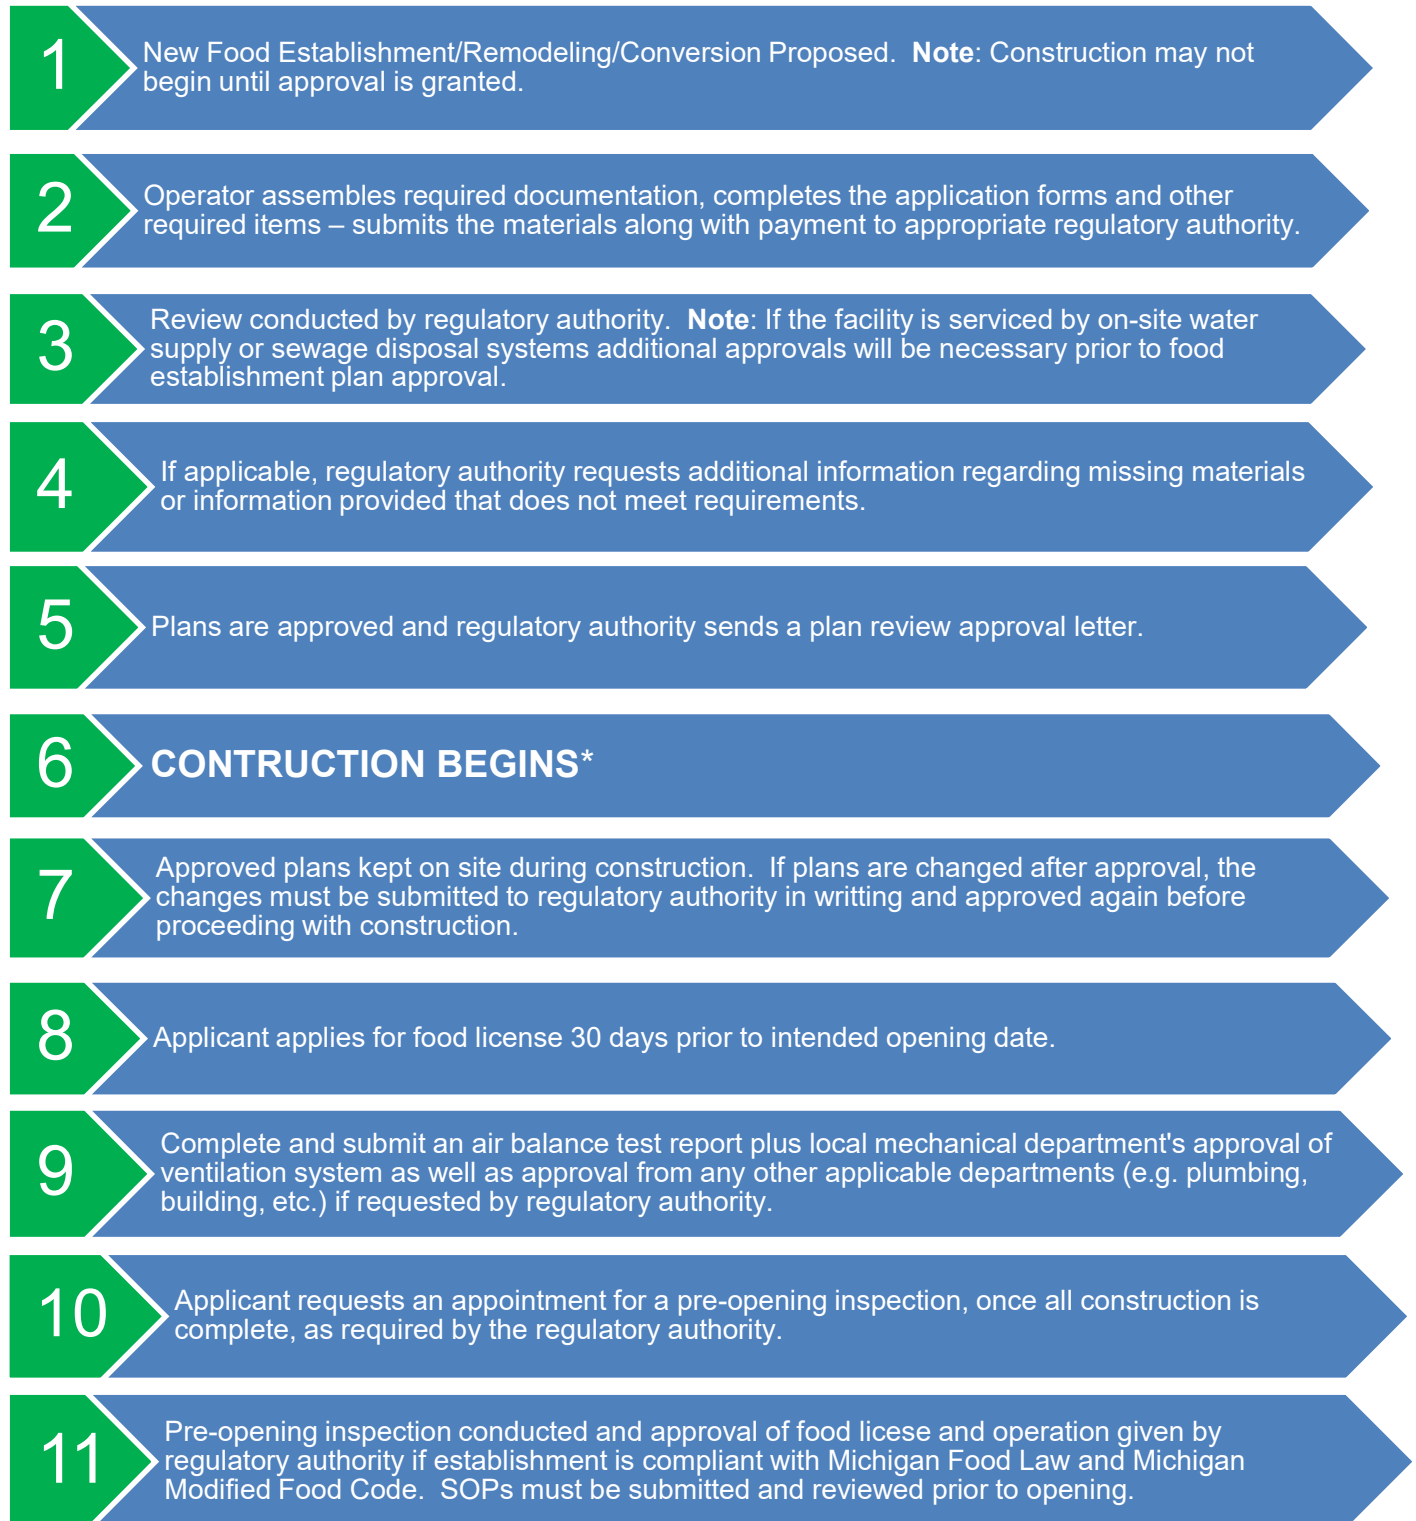 1
New Food Establishment/Remodeling/Conversion Proposed.  Note: Construction may not
begin until approval is granted.
2
Operator assembles required documentation, completes the application forms and other
required items – submits the materials along with payment to appropriate regulatory authority.
3
Review conducted by regulatory authority.  Note: If the facility is serviced by on-site water
supply or sewage disposal systems additional approvals will be necessary prior to food
establishment plan approval.
4
If applicable, regulatory authority requests additional information regarding missing materials
or information provided that does not meet requirements.
5
Plans are approved and regulatory authority sends a plan review approval letter.
6
CONTRUCTION BEGINS*
7
Approved plans kept on site during construction.  If plans are changed after approval, the
changes must be submitted to regulatory authority in writting and approved again before
proceeding with construction.
8
Applicant applies for food license 30 days prior to intended opening date.
9
Complete and submit an air balance test report plus local mechanical department's approval of
ventilation system as well as approval from any other applicable departments (e.g. plumbing,
building, etc.) if requested by regulatory authority.
10
Applicant requests an appointment for a pre-opening inspection, once all construction is
complete, as required by the regulatory authority.
11
Pre-opening inspection conducted and approval of food licese and operation given by
regulatory authority if establishment is compliant with Michigan Food Law and Michigan
Modified Food Code.  SOPs must be submitted and reviewed prior to opening.